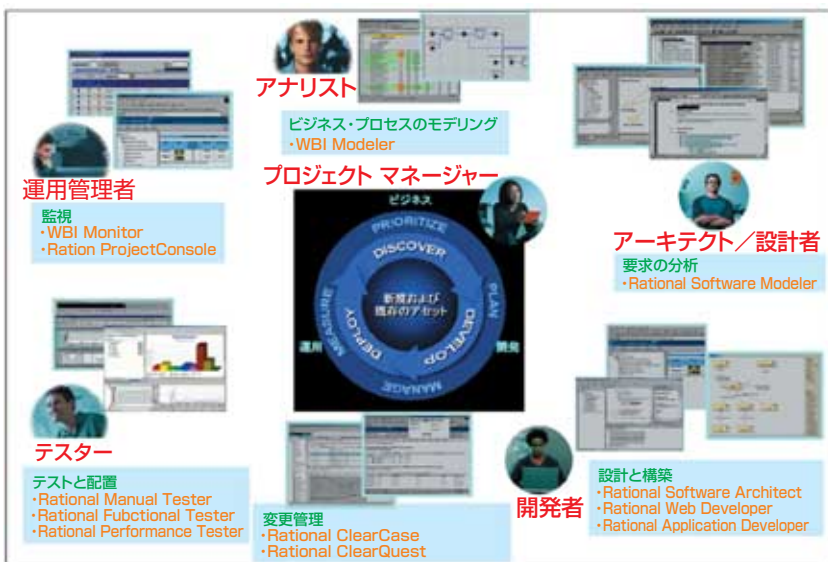 アナリスト
ビジネス・プロセスのモデリング
・WBI Modeler
運用管理者
監視
・WBI Monitor
・Ration ProjectConsole
プロジェクト マネージャー
ビジネス
PRIORITIZE
DISCOVER
新規および
既存のアセット
PLAN
DEVELOP
開発
MANAGE
DEPLOY
MEASURE
運用
アーキテクト／設計者
要求の分析
・Rational Software Modeler
テスター
テストと配置
・Rational Manual Tester
・Rational Fubctional Tester
・Rational Performance Tester
変更管理
・Rational ClearCase
・Rational ClearQuest
開発者
設計と構築
・Rational Software Architect
・Rational Web Developer
・Rational Application Developer